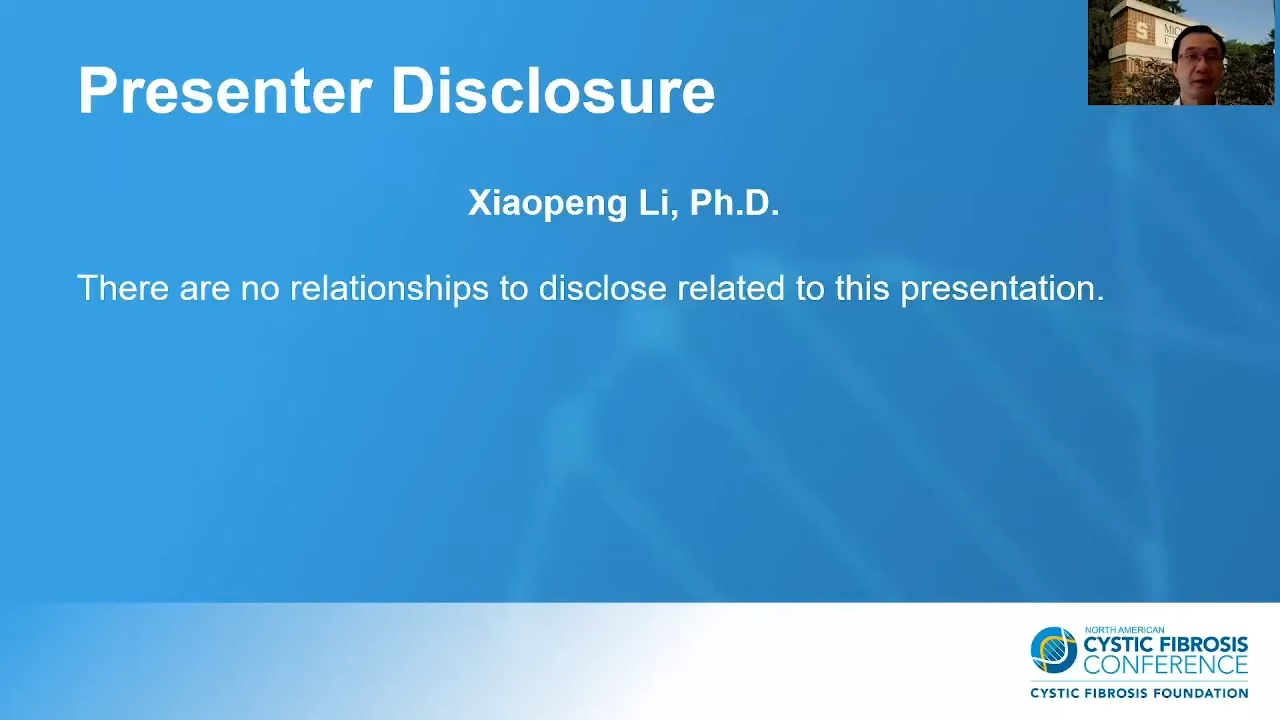 Presenter Disclosure
Xiaopeng Li, Ph.D.
There are no relationships to disclose related to this presentation.
S
NORTH AMERICAN
CYSTIC FIBROSIS
CONFERENCE
CYSTIC FIBROSIS FOUNDATION